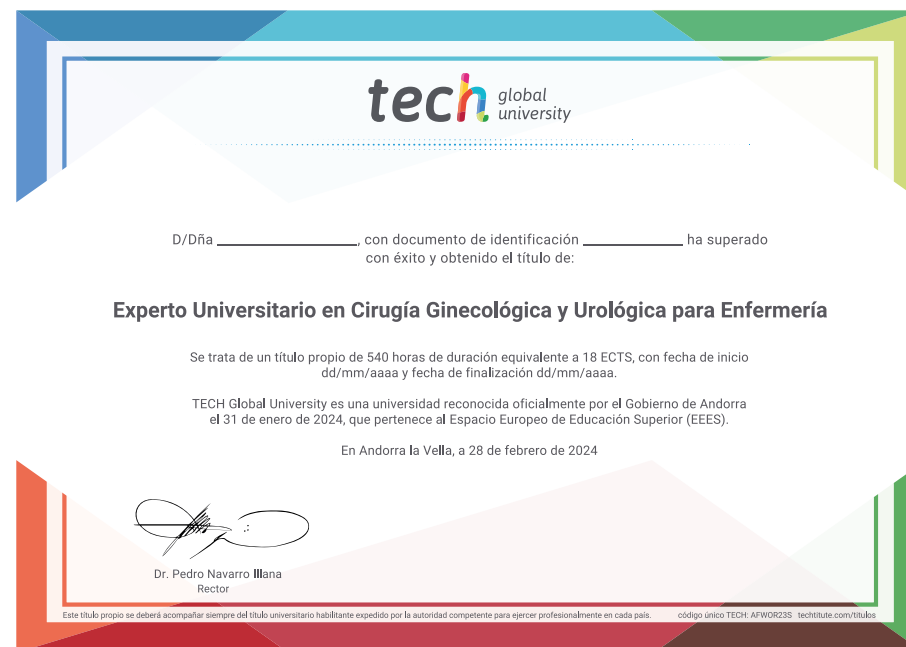 tech global university
D/Dña ____________________, con documento de identificación ______________ ha superado
con éxito y obtenido el título de:
Experto Universitario en Cirugía Ginecológica y Urológica para Enfermería
Se trata de un título propio de 540 horas de duración equivalente a 18 ECTS, con fecha de inicio
dd/mm/aaaa y fecha de finalización dd/mm/aaaa.
TECH Global University es una universidad reconocida oficialmente por el Gobierno de Andorra
el 31 de enero de 2024, que pertenece al Espacio Europeo de Educación Superior (EEES).
En Andorra la Vella, a 28 de febrero de 2024
Dr. Pedro Navarro Illana
Rector
Este título propio se deberá acompañar siempre del título universitario habilitante expedido por la autoridad competente para ejercer profesionalmente en cada país. código único TECH: AFWOR23S techtitute.com/titulos